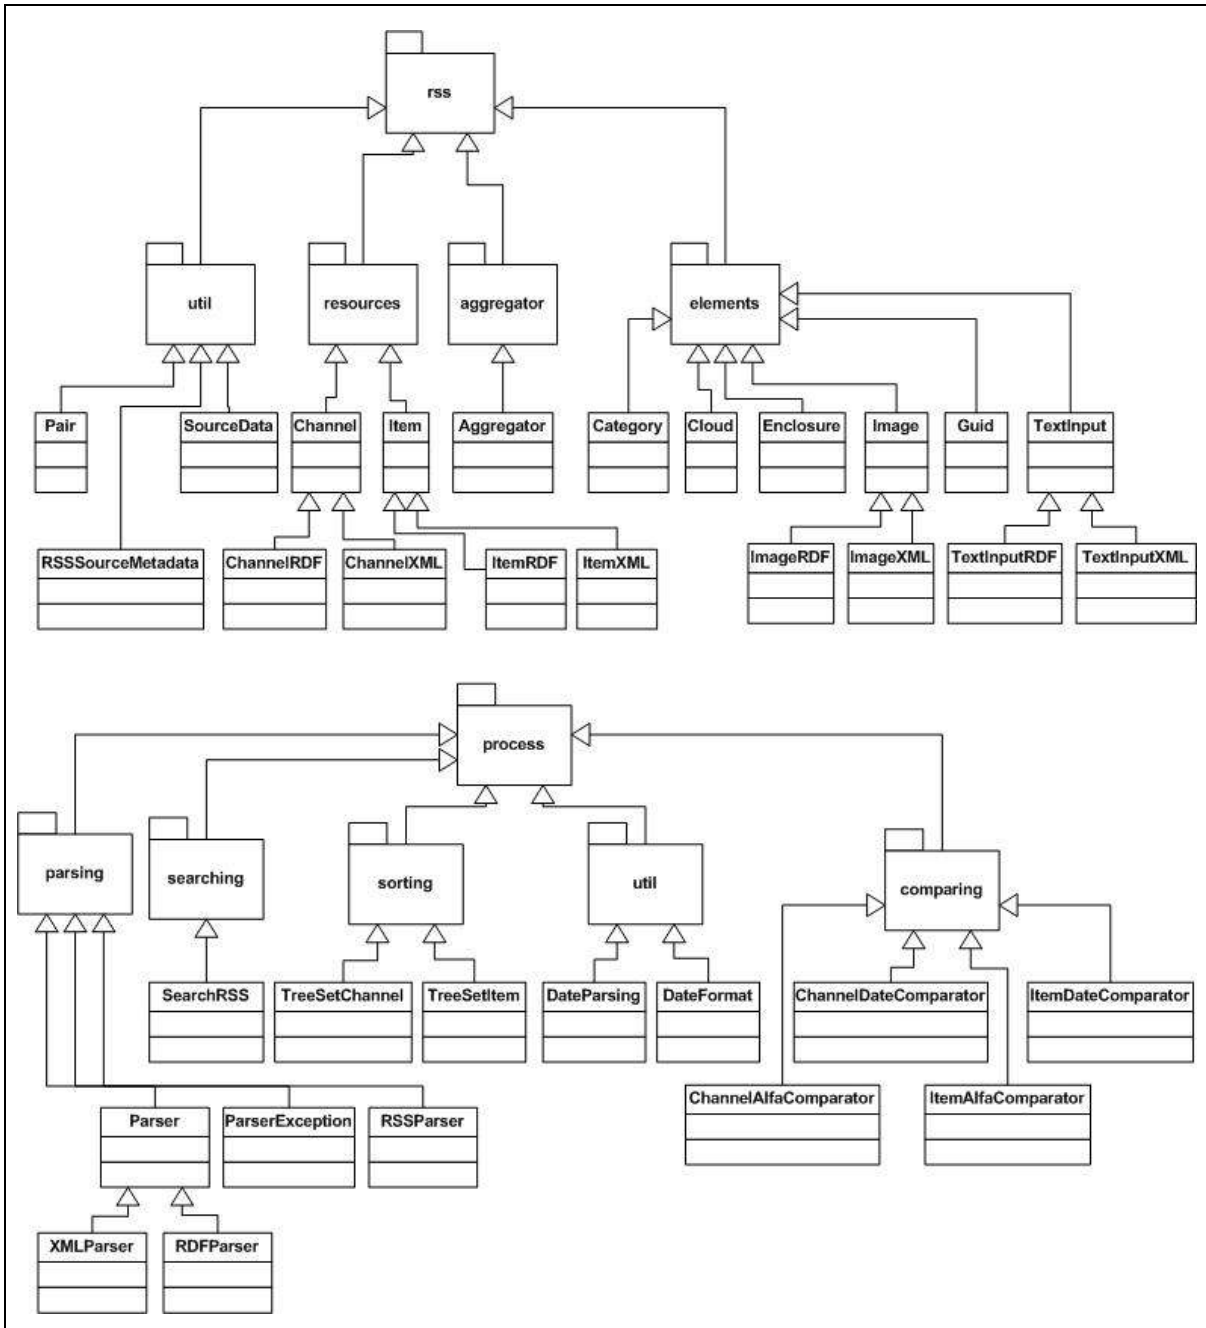 rss
util
resources
aggregator
elements
Pair
SourceData
Channel
Item
Aggregator
Category
Cloud
Enclosure
Image
Guid
TextInput
RSSSourceMetadata
ChannelRDF
ChannelXML
ItemRDF
ItemXML
ImageRDF
ImageXML
TextInputRDF
TextInputXML
process
parsing
searching
sorting
util
comparing
SearchRSS
TreeSetChannel
TreeSetItem
DateParsing
DateFormat
ChannelDateComparator
ItemDateComparator
ChannelAlfaComparator
ItemAlfaComparator
Parser
ParserException
RSSParser
XMLParser
RDFParser